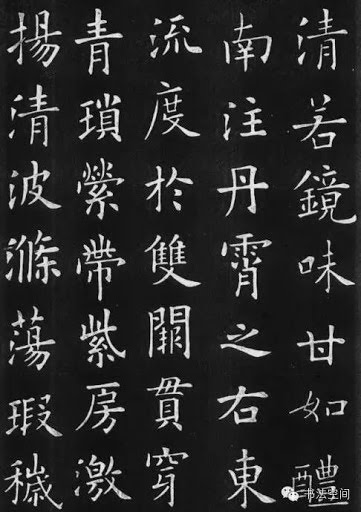 清若鏡味甘如醴
南注丹霄之右東
流度於雙闕貫穿
青瑣縈帶紫房激
揚清波滌蕩瑕穢
书法空间